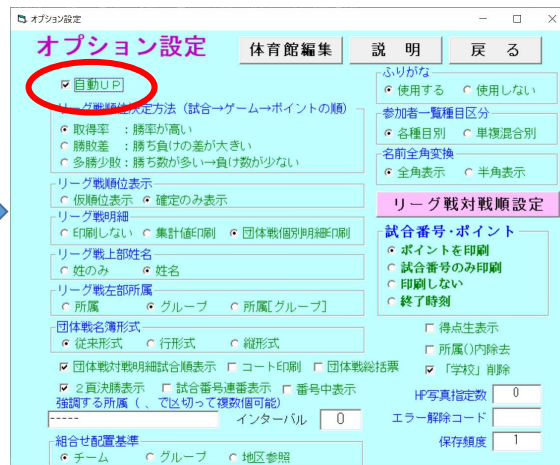 オプション設定
オプション設定
体育館編集
説 明
戻 る
自動UP
リーグ戦順位決定方法（試合→ゲーム→ポイントの順）
取得率 ：勝率が高い
勝敗差 ：勝ち負けの差が大きい
多勝少敗：勝ち数が多い→負け数が少ない
リーグ戦順位表示
仮順位表示 確定のみ表示
リーグ戦明細
印刷しない 集計値印刷 団体戦個別明細印刷
リーグ戦上部姓名
姓のみ 姓名
リーグ戦左部所属
所属 グループ 所属[グループ]
団体戦名簿形式
従来形式 行形式 縦形式
団体戦対戦明細試合順表示 コート印刷 団体戦総括票
2頁決勝表示 試合番号連番表示 番号中表示
強調する所属（、で区切って複数個可能）
----- インターバル 0
組合せ配置基準
チーム グループ 地区参照
ふりがな
使用する 使用しない
参加者一覧種目区分
各種目別 単複混合別
名前全角変換
全角表示 半角表示
リーグ戦対戦順設定
試合番号・ポイント
ポイントを印刷
試合番号のみ印刷
印刷しない
終了時刻
得点生表示
所属()内除去
「学校」削除
HP写真指定数 0
エラー解除コード
保存頻度 1